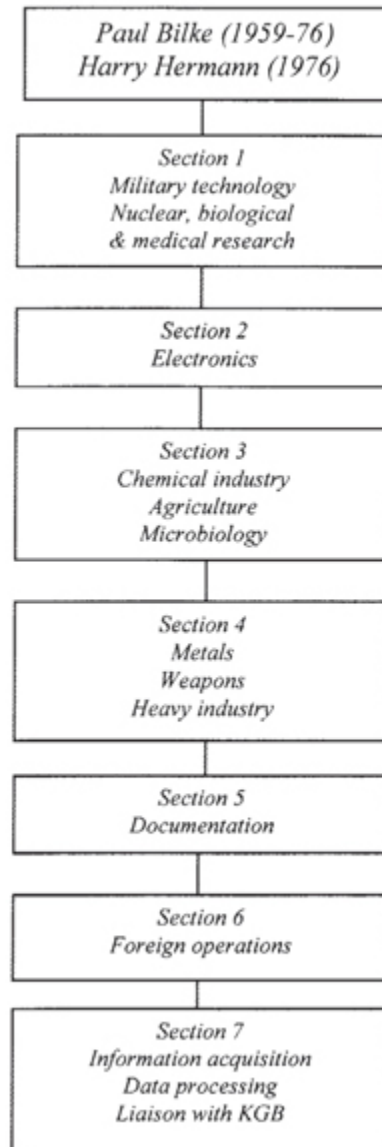 Paul Bilke (1959-76)
Harry Hermann (1976)
Section 1
Military technology
Nuclear, biological
& medical research
Section 2
Electronics
Section 3
Chemical industry
Agriculture
Microbiology
Section 4
Metals
Weapons
Heavy industry
Section 5
Documentation
Section 6
Foreign operations
Section 7
Information acquisition
Data processing
Liaison with KGB